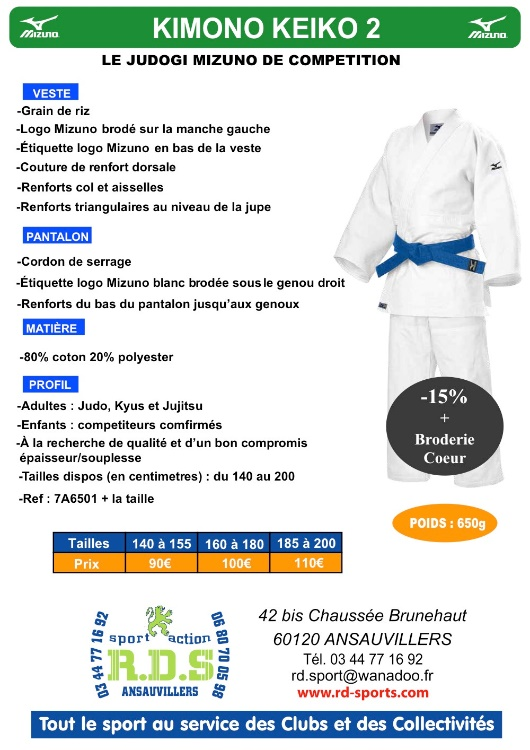 MIZUNO
KIMONO KEIKO 2
MIZUNO
LE JUDOGI MIZUNO DE COMPETITION
VESTE
-Grain de riz
-Logo Mizuno brodé sur la manche gauche
-Étiquette logo Mizuno en bas de la veste
-Couture de renfort dorsale
-Renforts col et aisselles
-Renforts triangulaires au niveau de la jupe
PANTALON
-Cordon de serrage
-Étiquette logo Mizuno blanc brodée sous le genou droit
-Renforts du bas du pantalon jusqu'aux genoux
MATIÈRE
-80% coton 20% polyester
PROFIL
-Adultes : Judo, Kyus et Jujitsu
-Enfants : competiteurs comfirmés
-À la recherche de qualité et d'un bon compromis
épaisseur/souplesse
-Tailles dispos (en centimetres) : du 140 au 200
-Ref : 7A6501 + la taille
-15%
+
Broderie
Coeur
POIDS : 650g
Tailles 140 à 155 160 à 180 185 à 200
Prix 90€ 100€ 110€
03 44 77 16 92
sport action
R.D.S
ANSAUVILLERS
06 80 70 05 98
42 bis Chaussée Brunehaut
60120 ANSAUVILLERS
Tél. 03 44 77 16 92
rd.sport@wanadoo.fr
www.rd-sports.com
Tout le sport au service des Clubs et des Collectivités